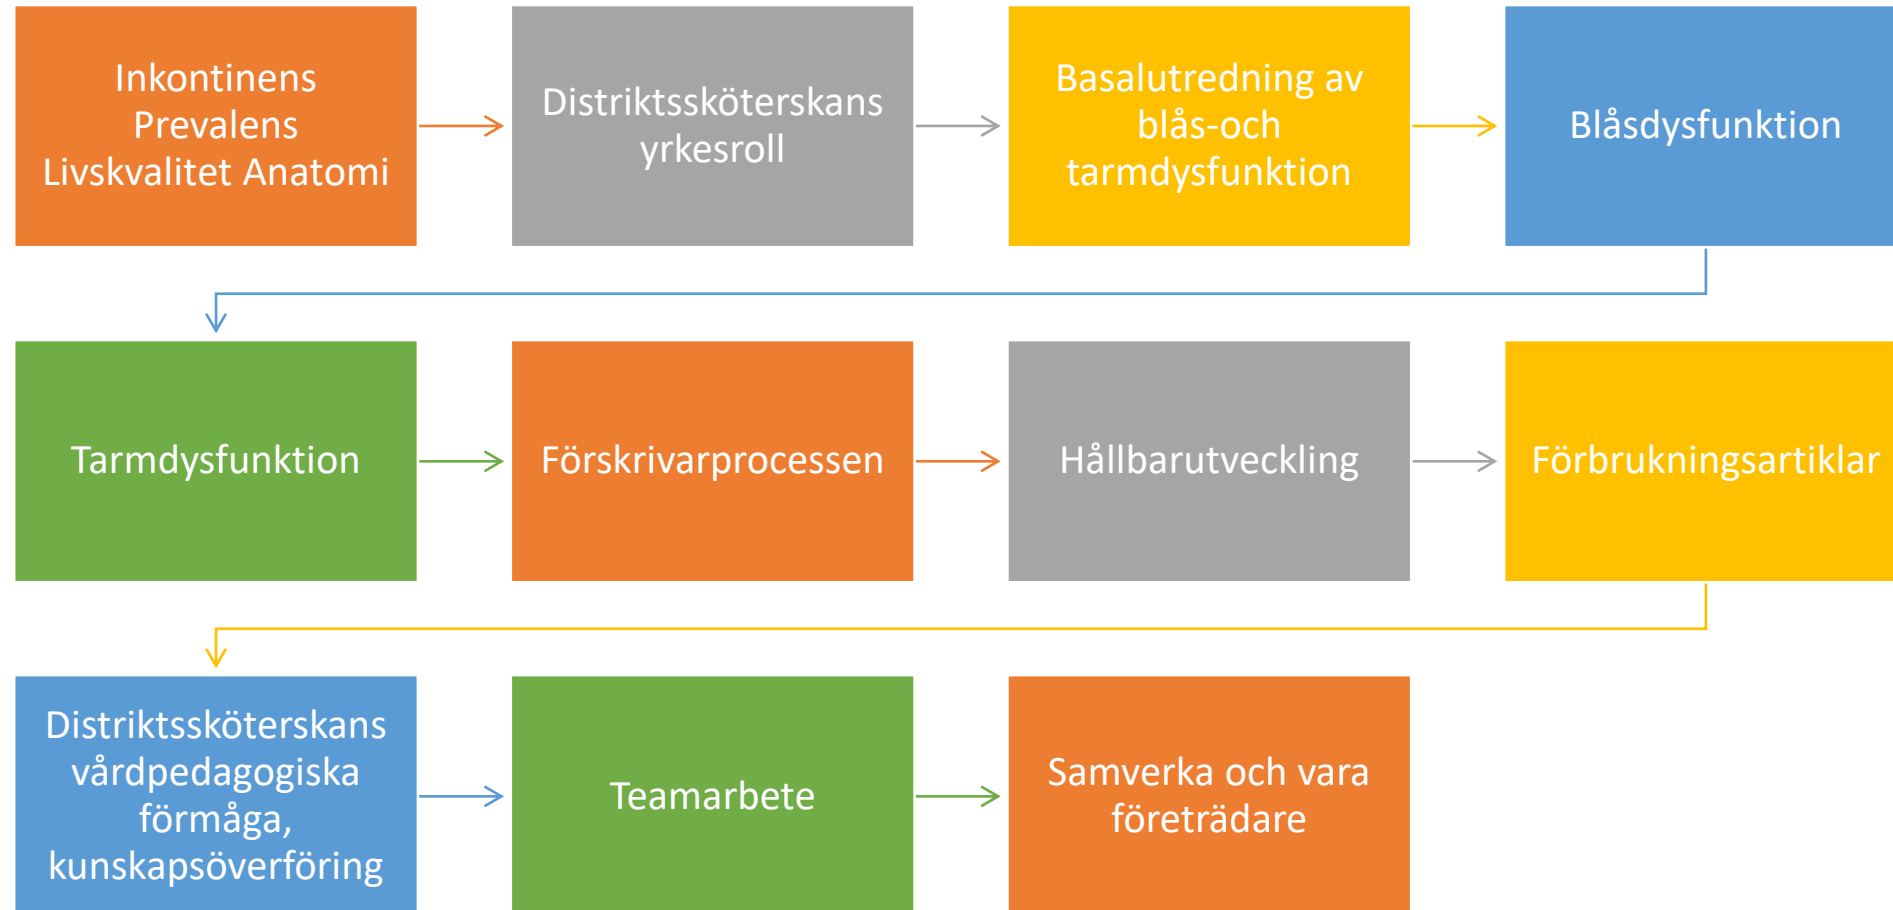 Inkontinens
Prevalens
Livskvalitet Anatomi
Distriktssköterskans
yrkesroll
Basalutredning av
blås-och
tarmdysfunktion
Blåsdysfunktion
Tarmdysfunktion
Förskrivarprocessen
Hållbarutveckling
Förbrukningsartiklar
Distriktssköterskans
vårdpedagogiska
förmåga,
kunskapsöverföring
Teamarbete
Samverka och vara
företrädare